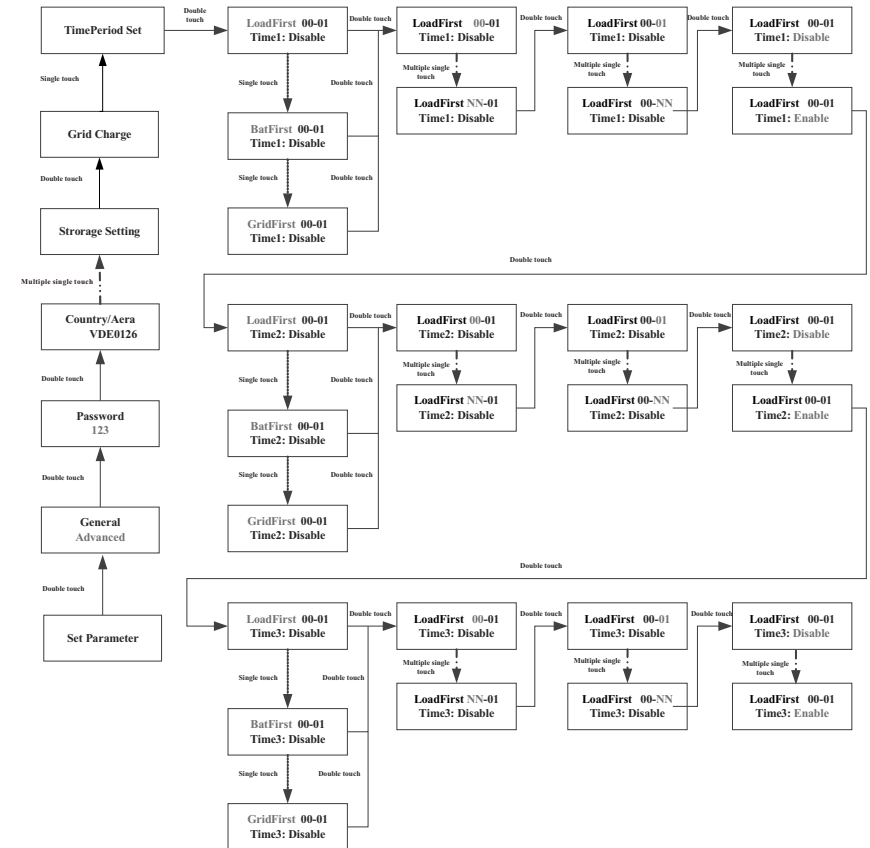 TimePeriod Set
Double
touch
LoadFirst 00-01
Time1: Disable
Double touch
LoadFirst 00-01
Time1: Disable
Double touch
LoadFirst 00-01
Time1: Disable
Double touch
LoadFirst 00-01
Time1: Disable
Single touch
Single touch
Double touch
Multiple single
touch
Multiple single
touch
Multiple single
touch
LoadFirst NN-01
Time1: Disable
LoadFirst 00-NN
Time1: Disable
LoadFirst 00-01
Time1: Enable
Grid Charge
BatFirst 00-01
Time1: Disable
Double touch
Single touch
Double touch
Strorage Setting
GridFirst 00-01
Time1: Disable
Double touch
Multiple single touch
Country/Aera
VDE0126
LoadFirst 00-01
Time2: Disable
Double touch
LoadFirst 00-01
Time2: Disable
Double touch
LoadFirst 00-01
Time2: Disable
Double touch
LoadFirst 00-01
Time2: Disable
Double touch
Single touch
Double touch
Multiple single
touch
Multiple single
touch
Multiple single
touch
LoadFirst NN-01
Time2: Disable
LoadFirst 00-NN
Time2: Disable
LoadFirst 00-01
Time2: Enable
Password
123
BatFirst 00-01
Time2: Disable
Double touch
Single touch
Double touch
General
Advanced
GridFirst 00-01
Time2: Disable
Double touch
Double touch
Set Parameter
LoadFirst 00-01
Time3: Disable
Double touch
LoadFirst 00-01
Time3: Disable
Double touch
LoadFirst 00-01
Time3: Disable
Double touch
LoadFirst 00-01
Time3: Disable
Single touch
Double touch
Multiple single
touch
Multiple single
touch
Multiple single
touch
LoadFirst NN-01
Time3: Disable
LoadFirst 00-NN
Time3: Disable
LoadFirst 00-01
Time3: Enable
BatFirst 00-01
Time3: Disable
Single touch
Double touch
GridFirst 00-01
Time3: Disable